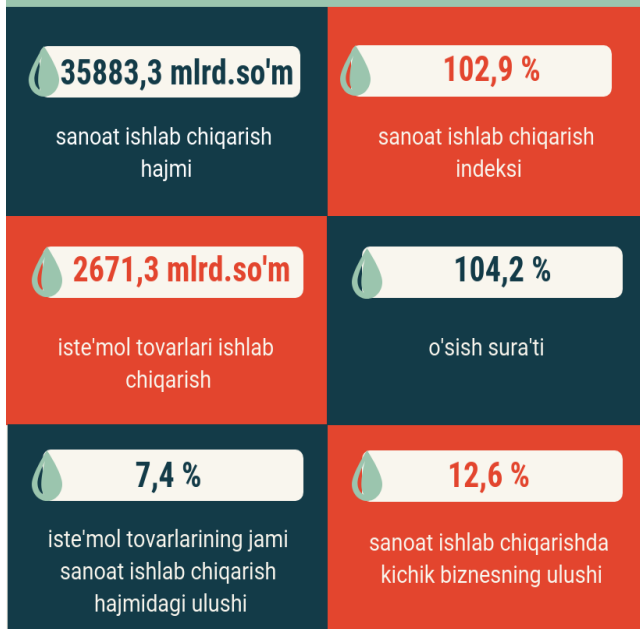 35883,3 mlrd.so'm
sanoat ishlab chiqarish
hajmi
102,9 %
sanoat ishlab chiqarish
indeksi
2671,3 mlrd.so'm
iste'mol tovarlari ishlab
chiqarish
104,2 %
o'sish sura'ti
7,4 %
iste'mol tovarlarining jami
sanoat ishlab chiqarish
hajmidagi ulushi
12,6 %
sanoat ishlab chiqarishda
kichik biznesning ulushi